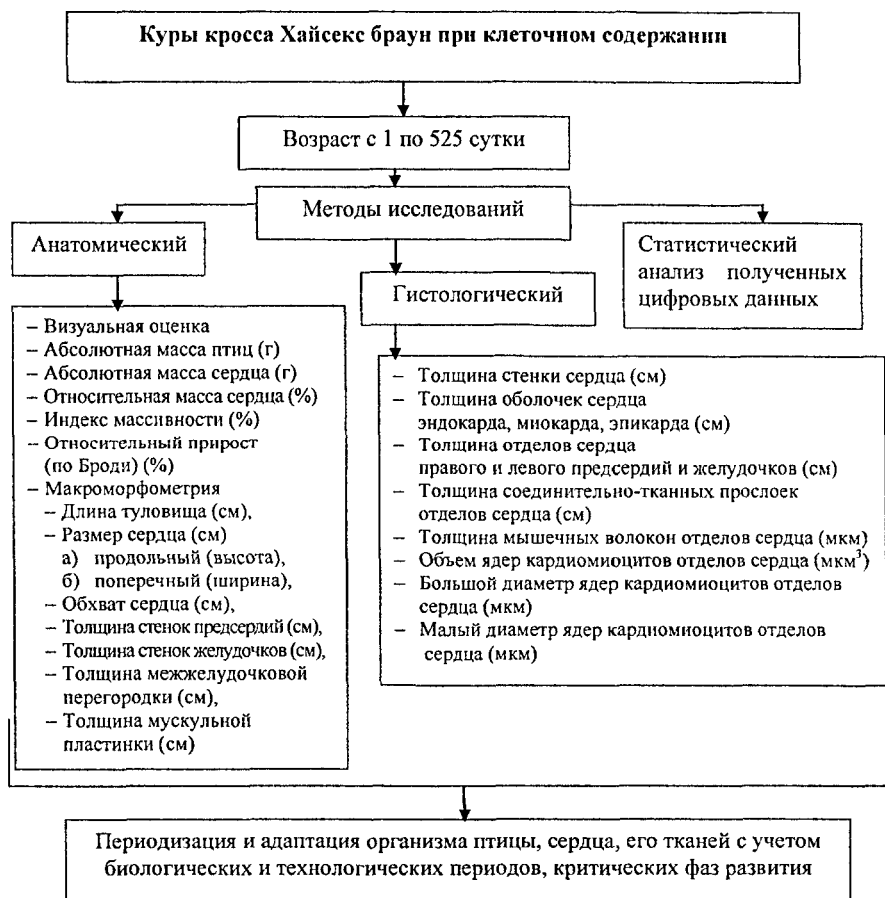 Куры кросса Хайсекс браун при клеточном содержании
Возраст с 1 по 525 сутки
Методы исследований
Анатомический
Гистологический
Статистический
анализ полученных
цифровых данных
– Визуальная оценка
– Абсолютная масса птиц (г)
– Абсолютная масса сердца (г)
– Относительная масса сердца (%)
– Индекс массивности (%)
– Относительный прирост
(по Броди) (%)
– Макроморфометрия
– Длина туловища (см),
– Размер сердца (см)
а) продольный (высота),
б) поперечный (ширина),
– Обхват сердца (см),
– Толщина стенок предсердий (см),
– Толщина стенок желудочков (см),
– Толщина межжелудочковой
перегородки (см),
– Толщина мускульной
пластинки (см)
– Толщина стенки сердца (см)
– Толщина оболочек сердца
эндокарда, миокарда, эпикарда (см)
– Толщина отделов сердца
правого и левого предсердий и желудочков (см)
– Толщина соединительно-тканных прослоек
отделов сердца (см)
– Толщина мышечных волокон отделов сердца (мкм)
– Объем ядер кардиомиоцитов отделов сердца (мкм³)
– Большой диаметр ядер кардиомиоцитов отделов
сердца (мкм)
– Малый диаметр ядер кардиомиоцитов отделов
сердца (мкм)
Периодизация и адаптация организма птицы, сердца, его тканей с учетом
биологических и технологических периодов, критических фаз развития